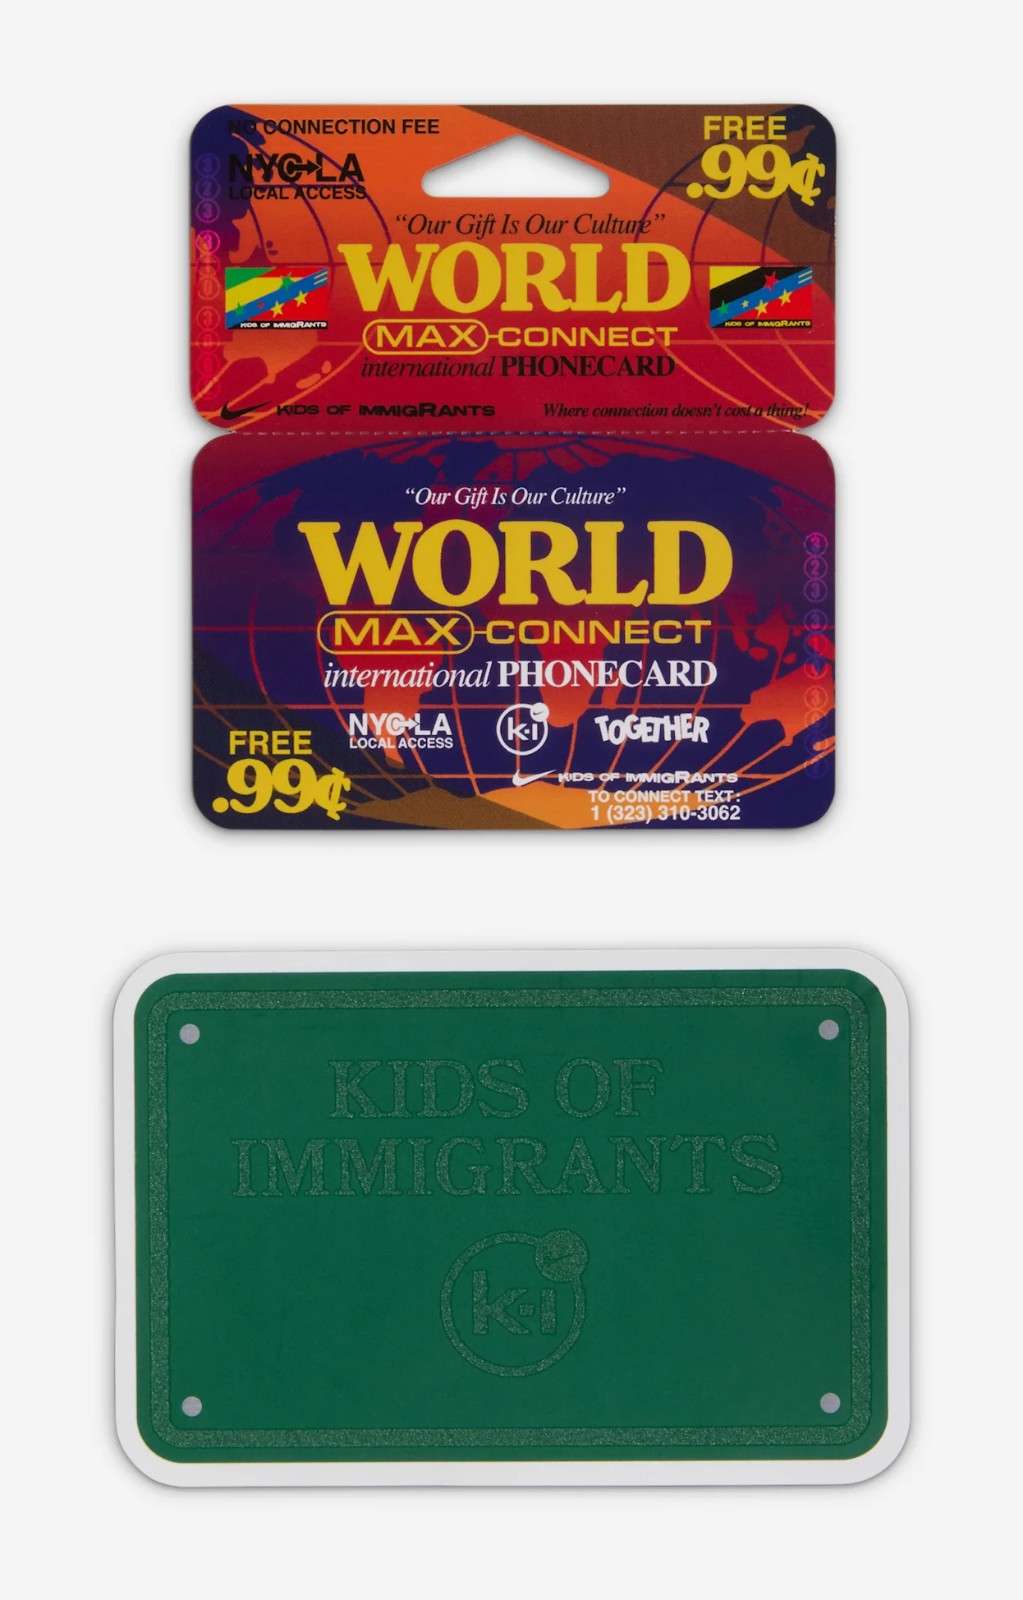 NO CONNECTION FEE
NYC→LA
LOCAL ACCESS
FREE
.99¢
“Our Gift Is Our Culture”
WORLD
MAX-CONNECT
international PHONECARD
KIDS OF IMMIGRANTS
KIDS OF IMMIGRANTS
KIDS OF IMMIGRANTS
Where connection doesn't cost a thing!
“Our Gift Is Our Culture”
WORLD
MAX-CONNECT
international PHONECARD
NYC→LA
LOCAL ACCESS
k·i
TOGETHER
FREE
.99¢
KIDS OF IMMIGRANTS
TO CONNECT TEXT:
1 (323) 310-3062
KIDS OF
IMMIGRANTS
k·i